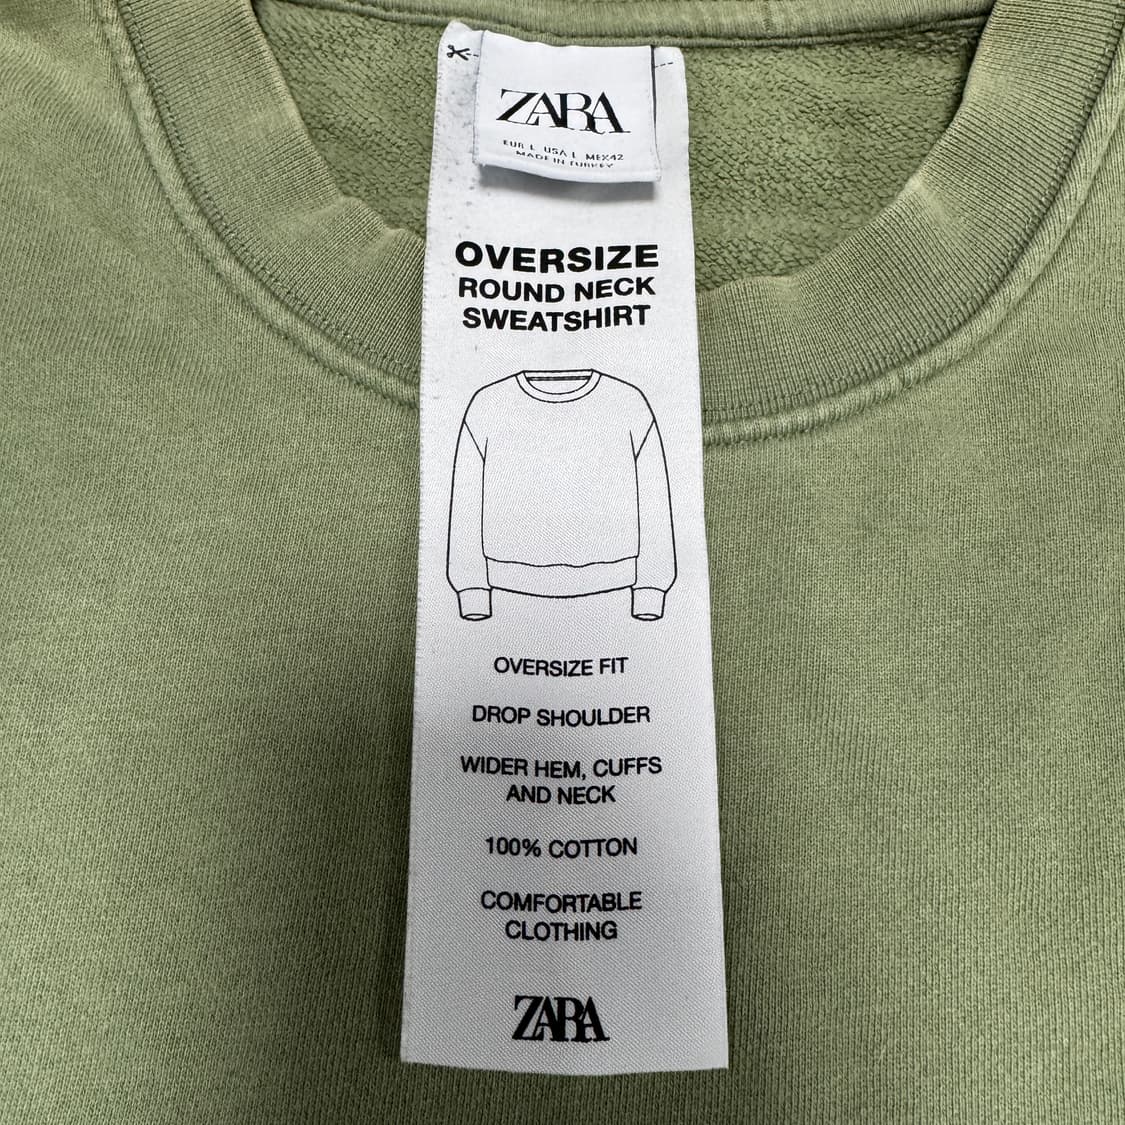 ZARA
EUR L USA L MEX42
MADE IN TURKEY
OVERSIZE
ROUND NECK
SWEATSHIRT
OVERSIZE FIT
DROP SHOULDER
WIDER HEM, CUFFS
AND NECK
100% COTTON
COMFORTABLE
CLOTHING
ZARA